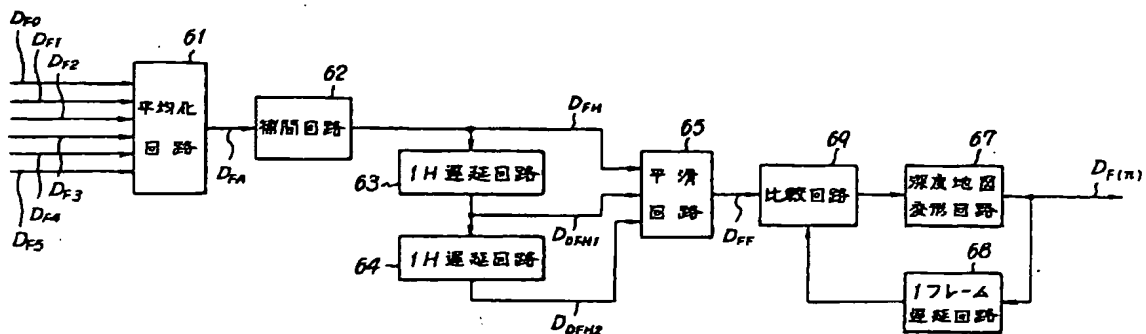 DF0
DF1
DF2
61
平均化
回路
DF3
DF4
DF5
DFA
62
補間回路
DFH
63
1H遅延回路
DDFH1
64
1H遅延回路
DDFH2
65
平滑
回路
DFF
69
比較回路
67
深度地図
変形回路
DF(n)
68
1フレーム
遅延回路